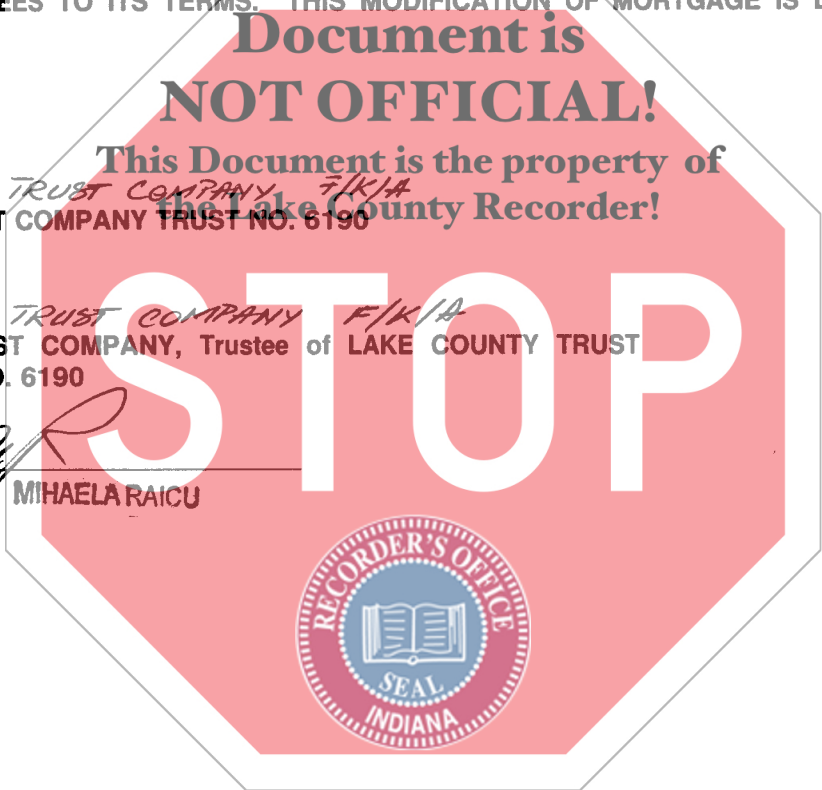 EES TO ITS TERMS. THIS MODIFICATION OF MORTGAGE IS
Document is
NOT OFFICIAL!
This Document is the property of
the Lake County Recorder!
TRUST COMPANY F/K/A
COMPANY TRUST NO. 6190
STOP
TRUST COMPANY F/K/A
ST COMPANY, Trustee of LAKE COUNTY TRUST
. 6190
MIHAELA RAICU
RECORDER'S OFFICE
SEAL
INDIANA